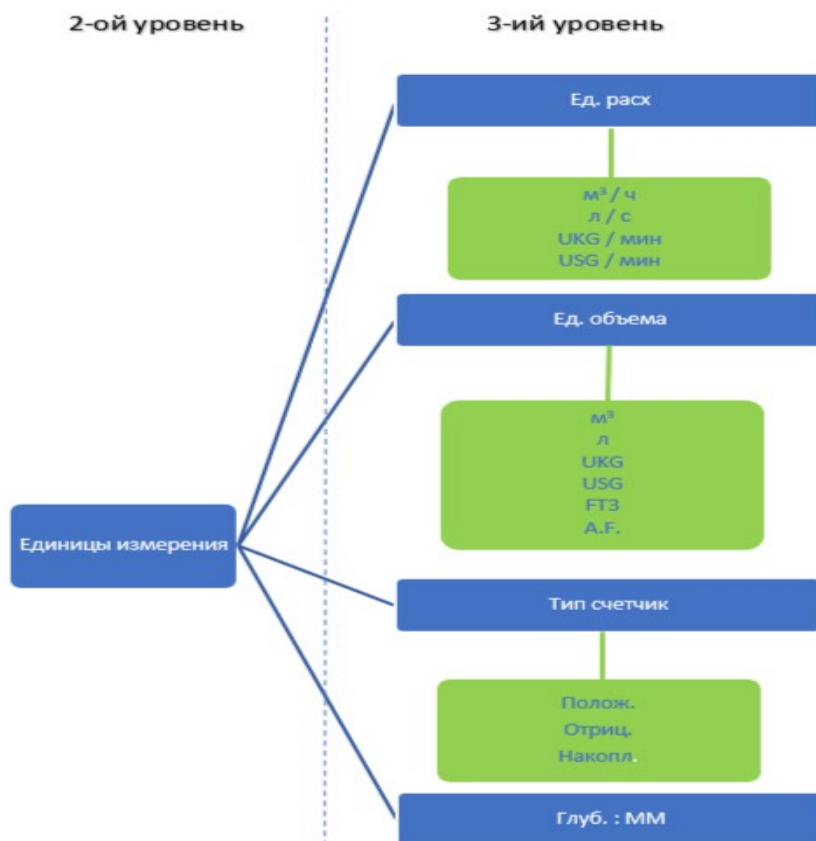 2-ой уровень
3-ий уровень
Ед. расх
м³ / ч
л / с
UKG / мин
USG / мин
Ед. объема
м³
л
UKG
USG
FT3
A.F.
Единицы измерения
Тип счетчик
Полож.
Отриц.
Накопл.
Глуб. : ММ